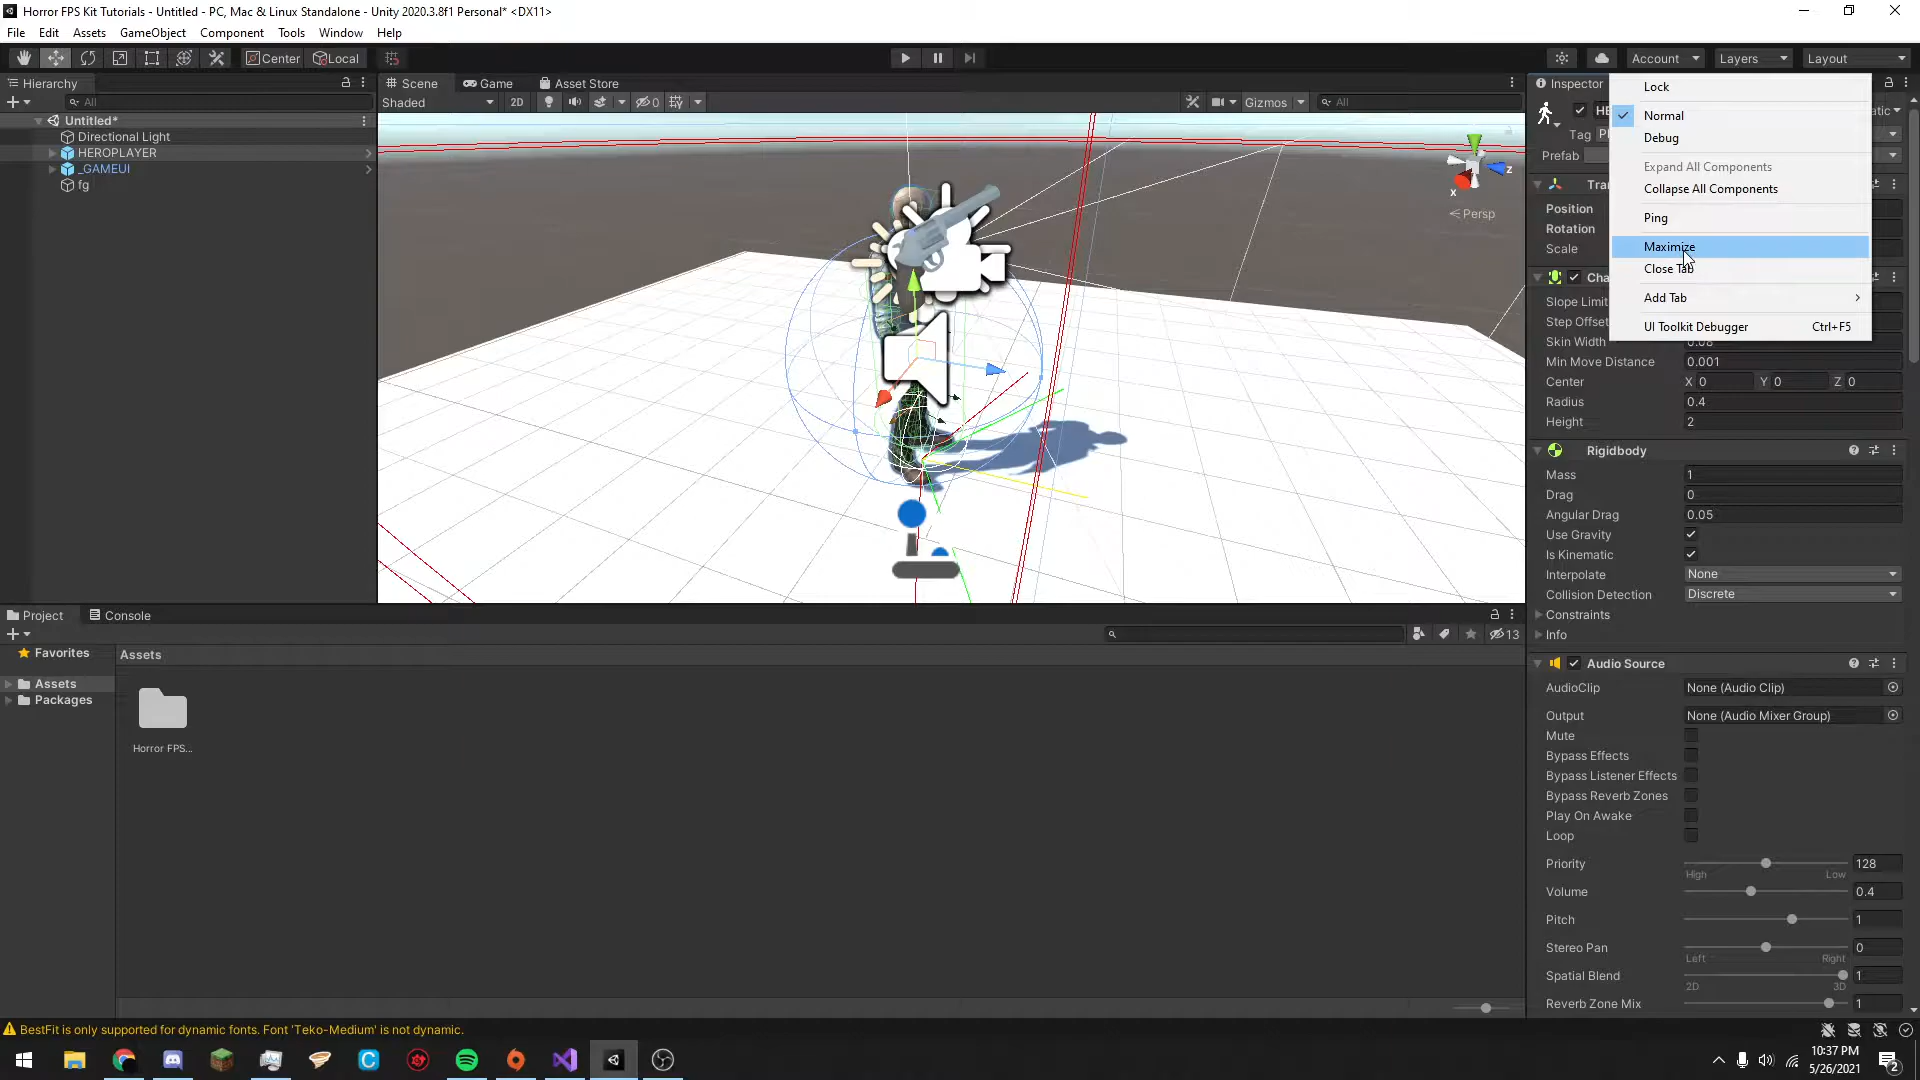 Horror FPS Kit Tutorials - Untitled - PC, Mac & Linux Standalone - Unity 2020.3.8f1 Personal* <DX11>
File Edit Assets GameObject Component Tools Window Help
Center Local Account Layers Layout
Hierarchy Scene Game Asset Store Inspector
All Shaded 2D 0 Gizmos All
Untitled*
Directional Light
HEROPLAYER
_GAMEUI
fg
z
x
Persp
Lock
Normal
Debug
Expand All Components
Collapse All Components
Ping
Maximize
Close Tab
Add Tab
UI Toolkit Debugger Ctrl+F5
Tag
Prefab
Position
Rotation
Scale
Slope Limit
Step Offset
Skin Width 0.08
Min Move Distance 0.001
Center X 0 Y 0 Z 0
Radius 0.4
Height 2
Rigidbody
Mass 1
Drag 0
Angular Drag 0.05
Use Gravity
Is Kinematic
Interpolate None
Collision Detection Discrete
Constraints
Info
Audio Source
AudioClip None (Audio Clip)
Output None (Audio Mixer Group)
Mute
Bypass Effects
Bypass Listener Effects
Bypass Reverb Zones
Play On Awake
Loop
Priority 128
High Low
Volume 0.4
Pitch 1
Stereo Pan 0
Left Right
Spatial Blend 1
2D 3D
Reverb Zone Mix 1
Project Console
13
Favorites
Assets
Packages
Assets
Horror FPS...
BestFit is only supported for dynamic fonts. Font 'Teko-Medium' is not dynamic.
10:37 PM
5/26/2021
2